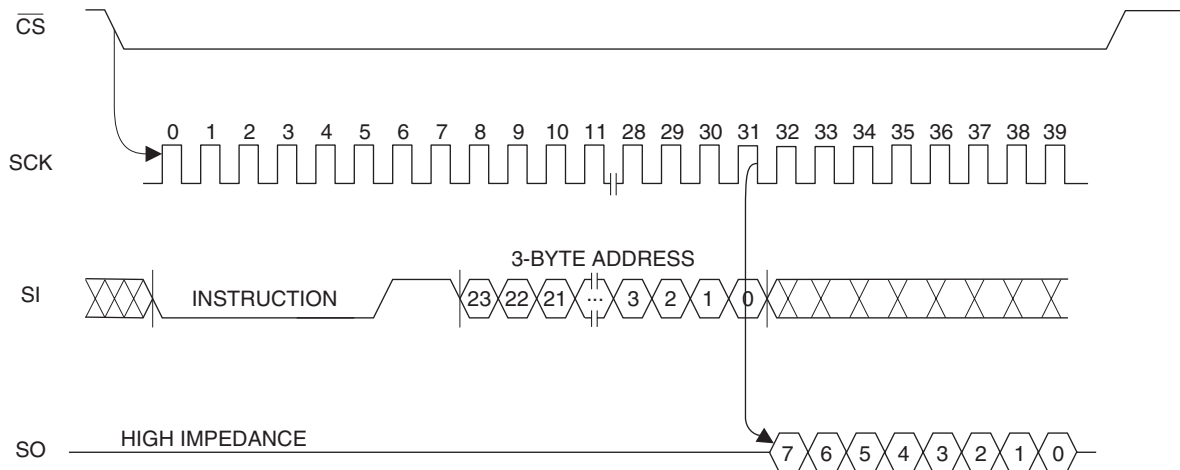 CS
0 1 2 3 4 5 6 7 8 9 10 11 28 29 30 31 32 33 34 35 36 37 38 39
SCK
3-BYTE ADDRESS
SI INSTRUCTION 23 22 21 ... 3 2 1 0
HIGH IMPEDANCE
SO 7 6 5 4 3 2 1 0